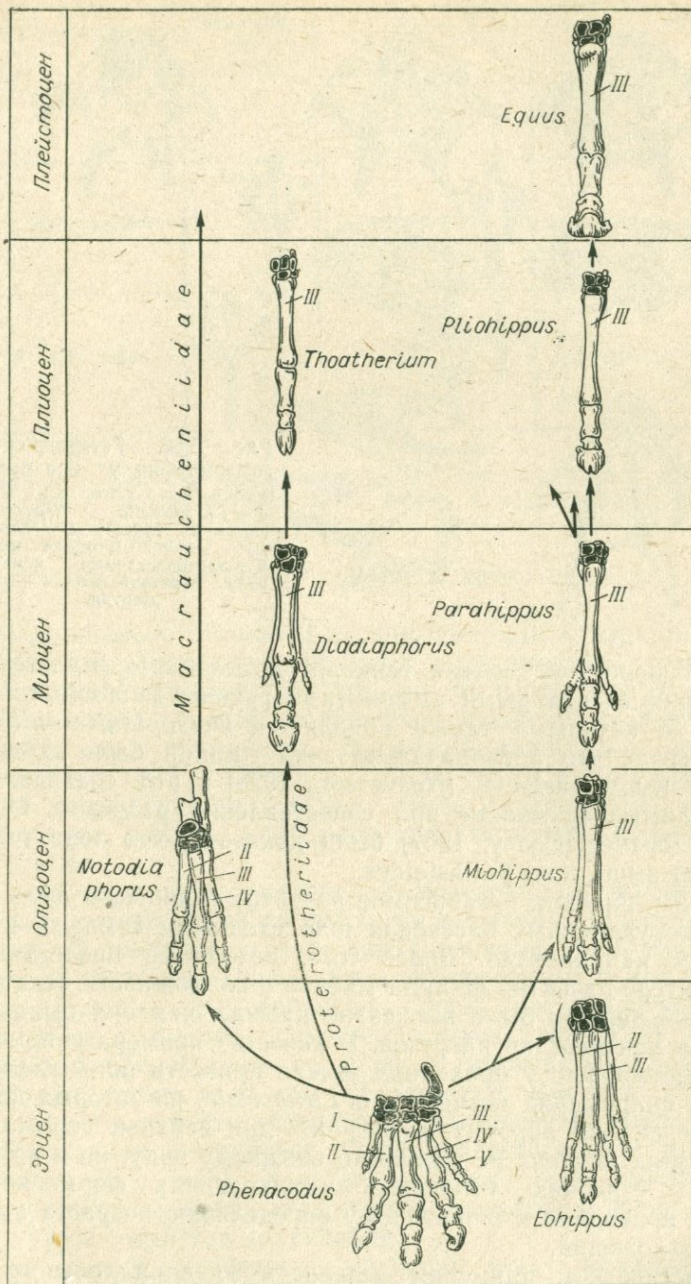 Плейстоцен
III
Equus
Плиоцен
III
Thoatherium
Pliohippus
III
Macraucheniidae
Миоцен
III
Diadiaphorus
Parahippus
III
Олигоцен
Notodia
phorus
II
III
IV
Proterotheriidae
Miohippus
III
Эоцен
I
II
III
IV
V
Phenacodus
II
III
Eohippus